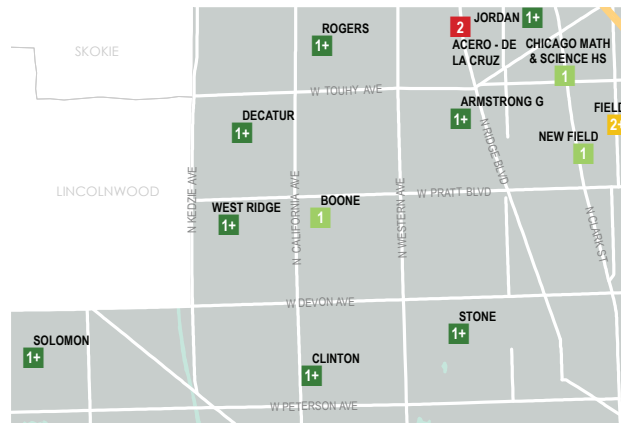 ROGERS
1+
2
JORDAN
1+
ACERO - DE
LA CRUZ
CHICAGO MATH
& SCIENCE HS
1
SKOKIE
W TOUHY AVE
DECATUR
1+
ARMSTRONG G
1+
FIELD
2+
NEW FIELD
1
N RIDGE BLVD
LINCOLNWOOD
N KEDZIE AVE
N CALIFORNIA AVE
N WESTERN AVE
W PRATT BLVD
WEST RIDGE
1+
BOONE
1
N CLARK ST
W DEVON AVE
SOLOMON
1+
STONE
1+
CLINTON
1+
W PETERSON AVE